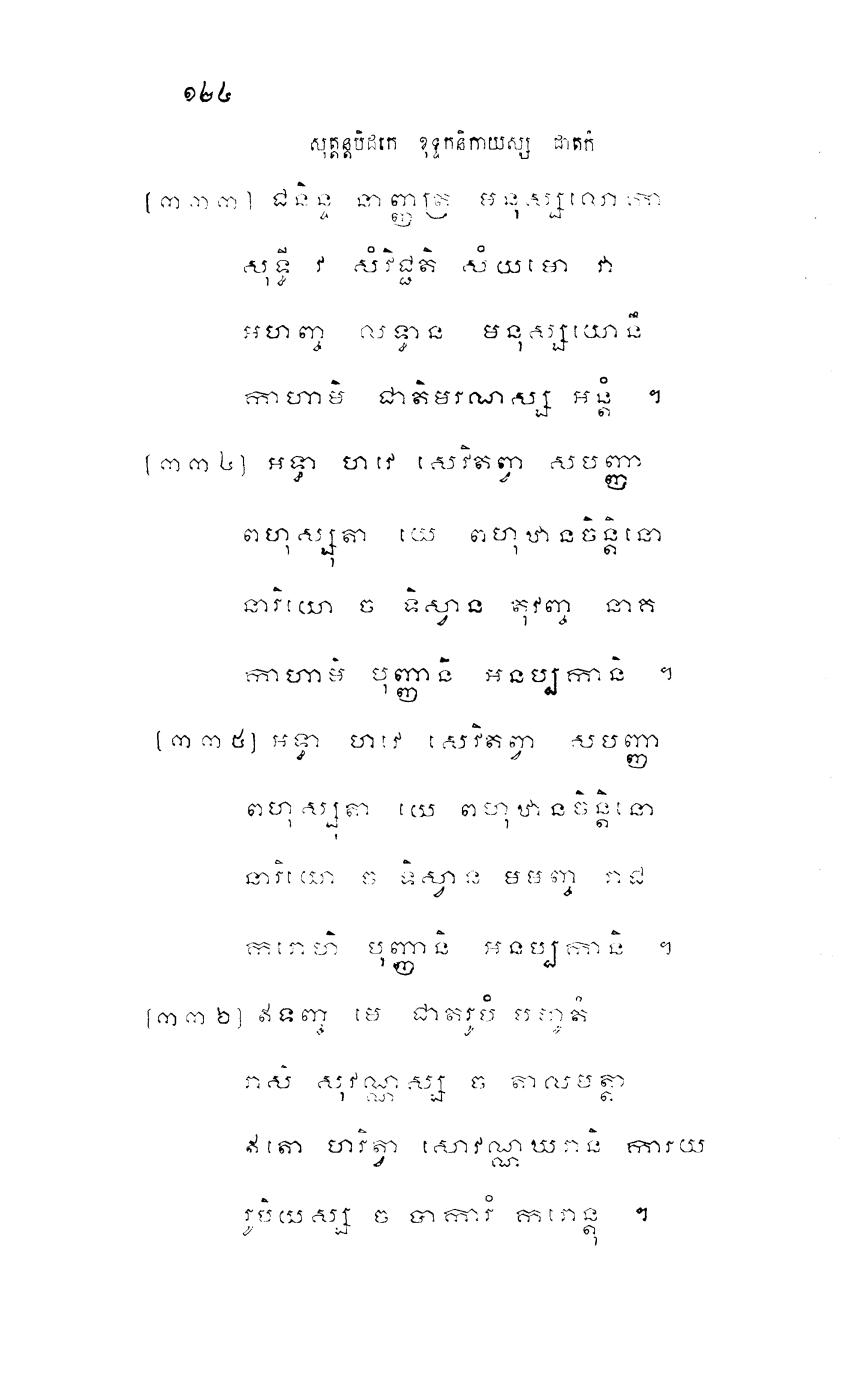 ១៤៤
សុត្តន្តបិដកេ ខុទ្ទកនិកាយស្ស ជាតកំ
[៣៣៣] ជនិន្ទ នាញ្ញត្រ មនុស្សលោកា
សុទ្ធី វ សំវិជ្ជតិ សំយមោ វា
អហញ្ច លទ្ធាន មនុស្សយោនឹ
កាហាមិ ជាតិមរណស្ស អន្តំ ។
[៣៣៤] អទ្ធា ហវេ សេវិតព្វា សបញ្ញា
ពហុស្សុតា យេ ពហុឋានចិន្តិនោ
នារិយោ ច ទិស្វាន តុវញ្ច នាគ
កាហាមិ បុញ្ញានិ អនប្បកានិ ។
[៣៣៥] អទ្ធា ហវេ សេវិតព្វា សបញ្ញា
ពហុស្សុតា យេ ពហុឋានចិន្តិនោ
នារិយោ ច ទិស្វាន មមញ្ច រាជ
ករោហិ បុញ្ញានិ អនប្បកានិ ។
[៣៣៦] ឥទញ្ច មេ ជាតរូបំ បហូតំ
រាសី សុវណ្ណស្ស ច តាលមត្តា
ឥតោ ហរិត្វា សោវណ្ណឃរានិ ការយ
រូបិយស្ស ច បាការំ ករោន្តុ ។